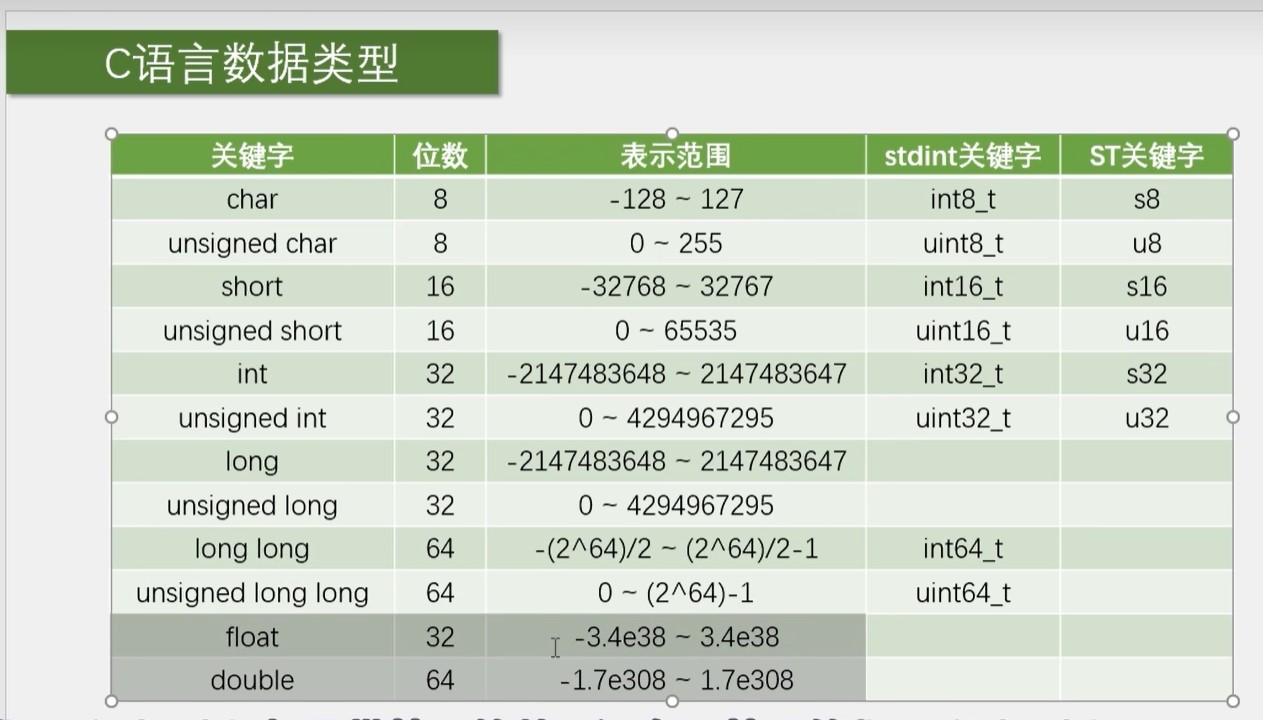 C语言数据类型
关键字 位数 表示范围 stdint关键字 ST关键字
char 8 -128 ~ 127 int8_t s8
unsigned char 8 0 ~ 255 uint8_t u8
short 16 -32768 ~ 32767 int16_t s16
unsigned short 16 0 ~ 65535 uint16_t u16
int 32 -2147483648 ~ 2147483647 int32_t s32
unsigned int 32 0 ~ 4294967295 uint32_t u32
long 32 -2147483648 ~ 2147483647
unsigned long 32 0 ~ 4294967295
long long 64 -(2^64)/2 ~ (2^64)/2-1 int64_t
unsigned long long 64 0 ~ (2^64)-1 uint64_t
float 32 -3.4e38 ~ 3.4e38
double 64 -1.7e308 ~ 1.7e308